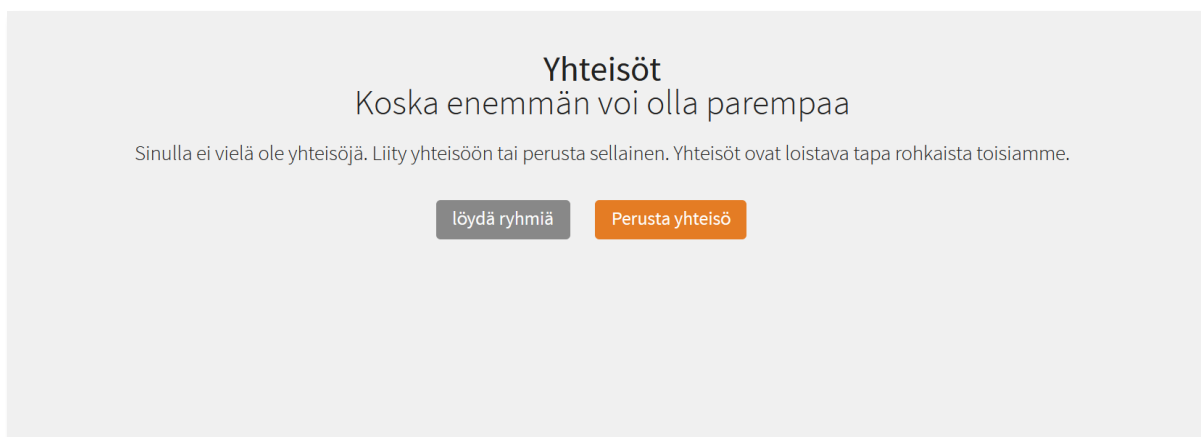 Yhteisöt
Koska enemmän voi olla parempaa
Sinulla ei vielä ole yhteisöjä. Liity yhteisöön tai perusta sellainen. Yhteisöt ovat loistava tapa rohkaista toisiamme.
löydä ryhmiä
Perusta yhteisö